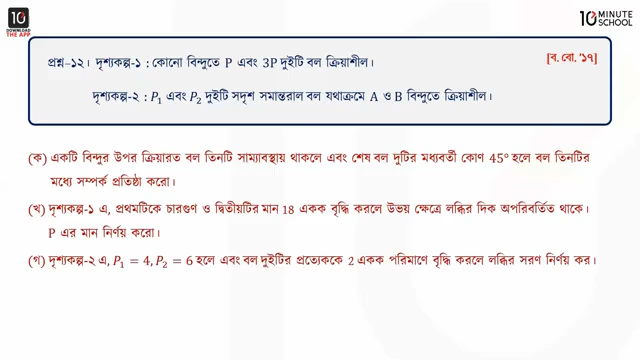 10
DOWNLOAD
THE APP
10 MINUTE
SCHOOL
প্রশ্ন–১২। দৃশ্যকল্প-১ : কোনো বিন্দুতে P এবং 3P দুইটি বল ক্রিয়াশীল।
[ব. বো. '১৭]
দৃশ্যকল্প-২ : P₁ এবং P₂ দুইটি সদৃশ সমান্তরাল বল যথাক্রমে A ও B বিন্দুতে ক্রিয়াশীল।
(ক) একটি বিন্দুর উপর ক্রিয়ারত বল তিনটি সাম্যাবস্থায় থাকলে এবং শেষ বল দুটির মধ্যবর্তী কোণ 45° হলে বল তিনটির
মধ্যে সম্পর্ক প্রতিষ্ঠা করো।
(খ) দৃশ্যকল্প-১ এ, প্রথমটিকে চারগুণ ও দ্বিতীয়টির মান 18 একক বৃদ্ধি করলে উভয় ক্ষেত্রে লব্ধির দিক অপরিবর্তিত থাকে।
P এর মান নির্ণয় করো।
(গ) দৃশ্যকল্প-২ এ, P₁ = 4, P₂ = 6 হলে এবং বল দুইটির প্রত্যেককে 2 একক পরিমাণে বৃদ্ধি করলে লব্ধির সরণ নির্ণয় কর।